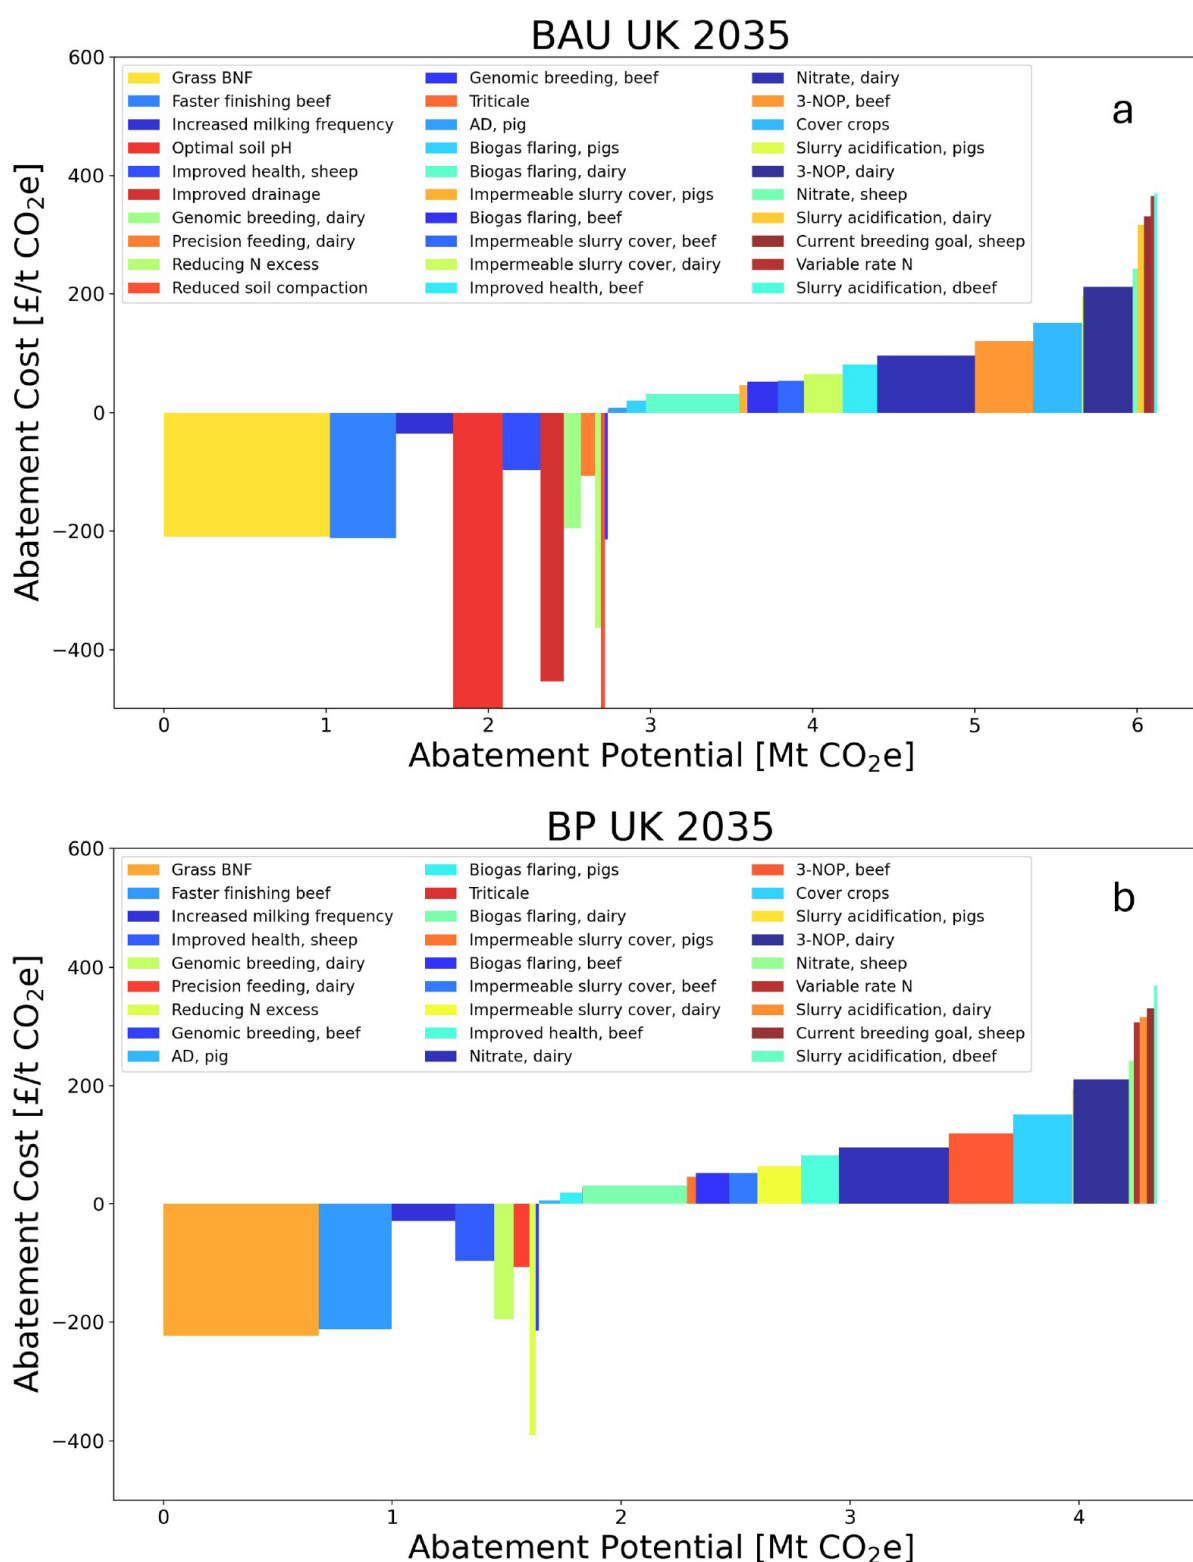 BAU UK 2035
a
600
400
200
0
−200
−400
Abatement Cost [£/t CO₂e]
Grass BNF
Faster finishing beef
Increased milking frequency
Optimal soil pH
Improved health, sheep
Improved drainage
Genomic breeding, dairy
Precision feeding, dairy
Reducing N excess
Reduced soil compaction
Genomic breeding, beef
Triticale
AD, pig
Biogas flaring, pigs
Biogas flaring, dairy
Impermeable slurry cover, pigs
Biogas flaring, beef
Impermeable slurry cover, beef
Impermeable slurry cover, dairy
Improved health, beef
Nitrate, dairy
3-NOP, beef
Cover crops
Slurry acidification, pigs
3-NOP, dairy
Nitrate, sheep
Slurry acidification, dairy
Current breeding goal, sheep
Variable rate N
Slurry acidification, dbeef
0 1 2 3 4 5 6
Abatement Potential [Mt CO₂e]
BP UK 2035
b
600
400
200
0
−200
−400
Abatement Cost [£/t CO₂e]
Grass BNF
Faster finishing beef
Increased milking frequency
Improved health, sheep
Genomic breeding, dairy
Precision feeding, dairy
Reducing N excess
Genomic breeding, beef
AD, pig
Biogas flaring, pigs
Triticale
Biogas flaring, dairy
Impermeable slurry cover, pigs
Biogas flaring, beef
Impermeable slurry cover, beef
Impermeable slurry cover, dairy
Improved health, beef
Nitrate, dairy
3-NOP, beef
Cover crops
Slurry acidification, pigs
3-NOP, dairy
Nitrate, sheep
Variable rate N
Slurry acidification, dairy
Current breeding goal, sheep
Slurry acidification, dbeef
0 1 2 3 4
Abatement Potential [Mt CO₂e]